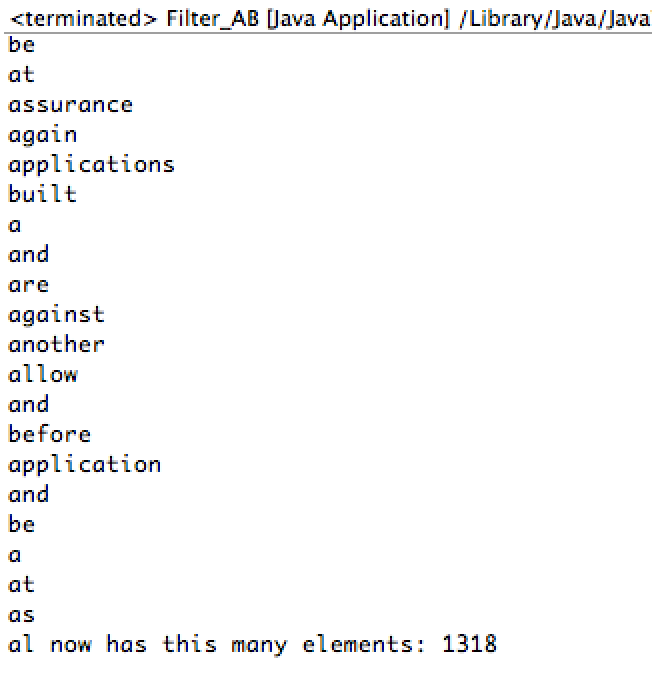 <terminated> Filter_AB [Java Application] /Library/Java/Java
be
at
assurance
again
applications
built
a
and
are
against
another
allow
and
before
application
and
be
a
at
as
al now has this many elements: 1318